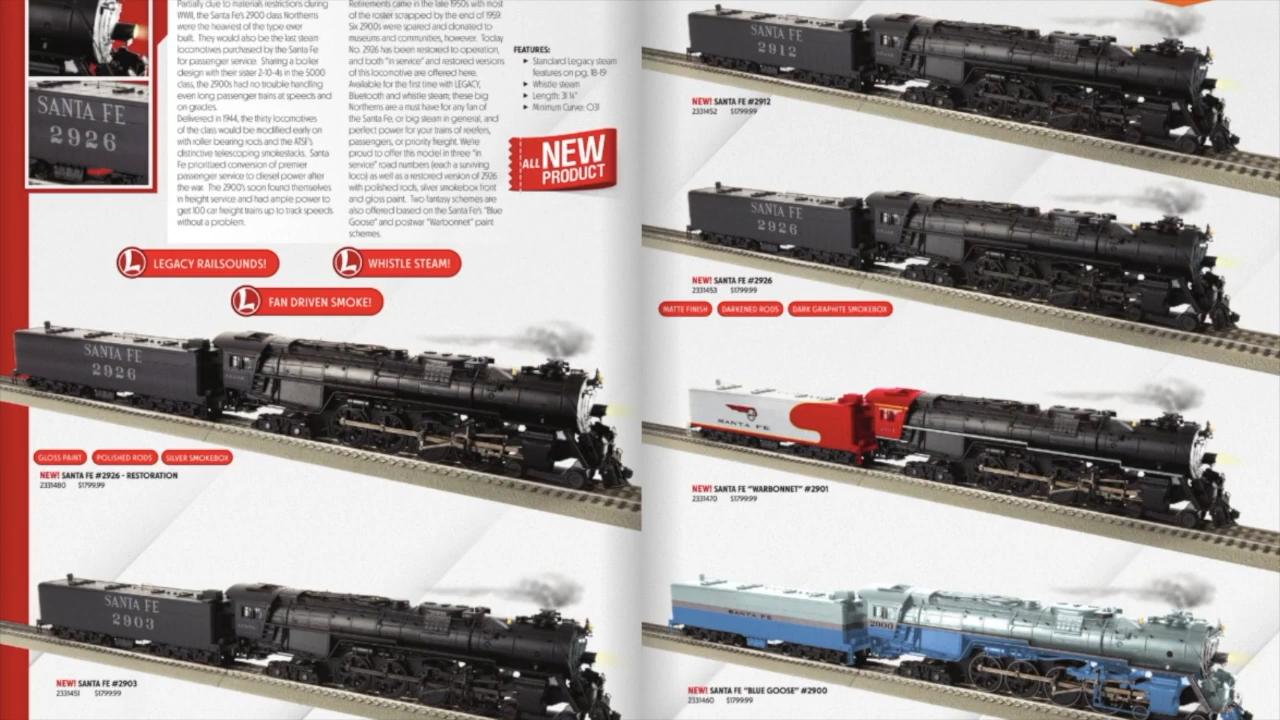 SANTA FE
2926
Partially due to materials restrictions during
WWII, the Santa Fe's 2900 class Northerns
were the heaviest of the type ever
built. They would also be the last steam
locomotives purchased by the Santa Fe
for passenger service. Sharing a boiler
design with their sister 2-10-4s in the 5000
class, the 2900s had no trouble handling
even long passenger trains at speeds and
on grades.
Delivered in 1944, the thirty locomotives
of the class would be modified early on
with roller bearing rods and the ATSF's
distinctive telescoping smokestacks. Santa
Fe prioritized conversion of premier
passenger service to diesel power after
the war. The 2900's soon found themselves
in freight service and had ample power to
get 100 car freight trains up to track speeds
without a problem.
Retirements came in the late 1950s with most
of the roster scrapped by the end of 1959.
Six 2900s were spared and donated to
museums and communities, however. Today
No. 2926 has been restored to operation,
and both "in service" and restored versions
of this locomotive are offered here.
Available for the first time with LEGACY,
Bluetooth and whistle steam; these big
Northerns are a must have for any fan of
the Santa Fe, or big steam in general, and
perfect power for your trains of reefers,
passengers, or priority freight. We're
proud to offer this model in three "in
service" road numbers (each a surviving
loco) as well as a restored version of 2926
with polished rods, silver smokebox front
and gloss paint. Two fantasy schemes are
also offered based on the Santa Fe's "Blue
Goose" and postwar "Warbonnet" paint
schemes.
FEATURES:
► Standard Legacy steam
features on pg. 18-19
► Whistle steam
► Length: 31 ¼"
► Minimum Curve: O31
ALL NEW
PRODUCT
L LEGACY RAILSOUNDS!
L WHISTLE STEAM!
L FAN DRIVEN SMOKE!
SANTA FE
2926
GLOSS PAINT
POLISHED RODS
SILVER SMOKEBOX
NEW! SANTA FE #2926 - RESTORATION
2331480 $1799.99
SANTA FE
2903
NEW! SANTA FE #2903
2331451 $1799.99
SANTA FE
2912
NEW! SANTA FE #2912
2331452 $1799.99
SANTA FE
2926
NEW! SANTA FE #2926
2331453 $1799.99
MATTE FINISH
DARKENED RODS
DARK GRAPHITE SMOKEBOX
SANTA FE
NEW! SANTA FE "WARBONNET" #2901
2331470 $1799.99
SANTA FE
2900
NEW! SANTA FE "BLUE GOOSE" #2900
2331460 $1799.99